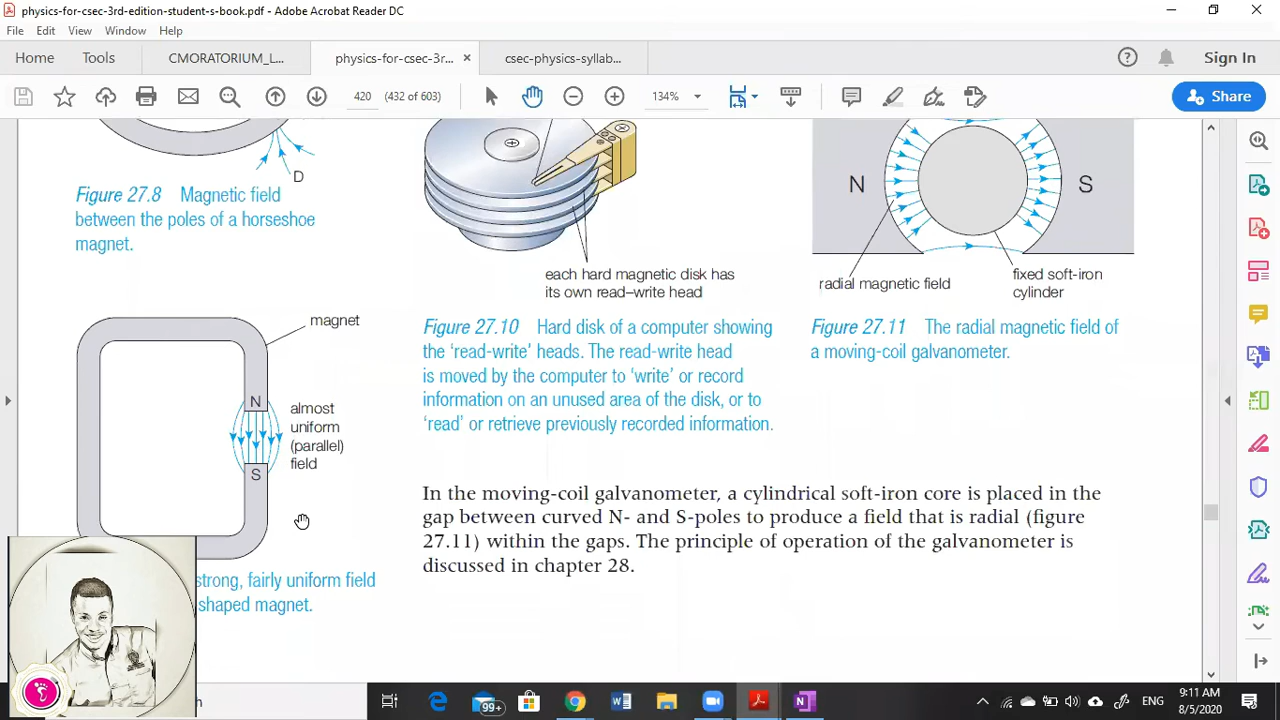 physics-for-csec-3rd-edition-student-s-book.pdf - Adobe Acrobat Reader DC
File Edit View Window Help
Home Tools CMORATORIUM_L... physics-for-csec-3r... × csec-physics-syllab... Sign In
420 (432 of 603) 134% Share
D
Figure 27.8 Magnetic field
between the poles of a horseshoe
magnet.
magnet
N
almost
uniform
(parallel)
field
S
strong, fairly uniform field
shaped magnet.
each hard magnetic disk has
its own read–write head
Figure 27.10 Hard disk of a computer showing
the ‘read-write’ heads. The read-write head
is moved by the computer to ‘write’ or record
information on an unused area of the disk, or to
‘read’ or retrieve previously recorded information.
N S
radial magnetic field
fixed soft-iron
cylinder
Figure 27.11 The radial magnetic field of
a moving-coil galvanometer.
In the moving-coil galvanometer, a cylindrical soft-iron core is placed in the
gap between curved N- and S-poles to produce a field that is radial (figure
27.11) within the gaps. The principle of operation of the galvanometer is
discussed in chapter 28.
99+
ENG
9:11 AM
8/5/2020